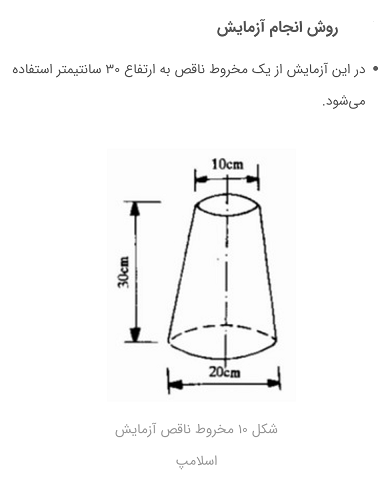 روش انجام آزمایش
• در این آزمایش از یک مخروط ناقص به ارتفاع ۳۰ سانتیمتر استفاده
می‌شود.
10cm
30cm
20cm
شکل ۱۰ مخروط ناقص آزمایش
اسلامپ